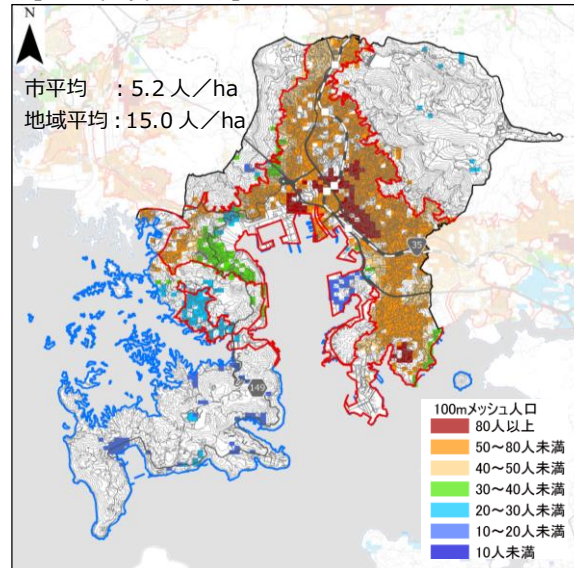 N
市平均　：5.2 人／ha
地域平均：15.0 人／ha
35
149
100mメッシュ人口
80人以上
50～80人未満
40～50人未満
30～40人未満
20～30人未満
10～20人未満
10人未満